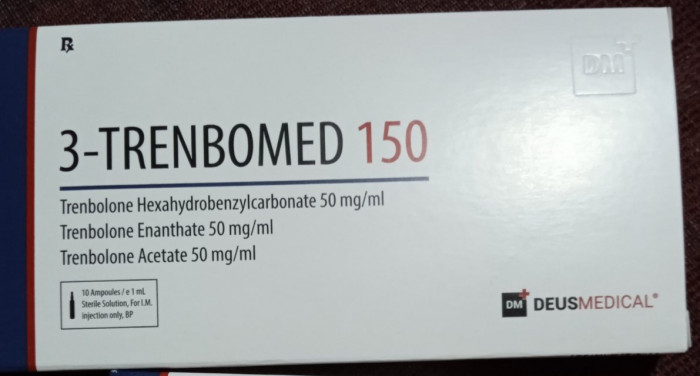 Rx
DM
3-TRENBOMED 150
Trenbolone Hexahydrobenzylcarbonate 50 mg/ml
Trenbolone Enanthate 50 mg/ml
Trenbolone Acetate 50 mg/ml
10 Ampoules / e 1 mL
Sterile Solution, For I.M.
injection only, BP
DM DEUSMEDICAL®